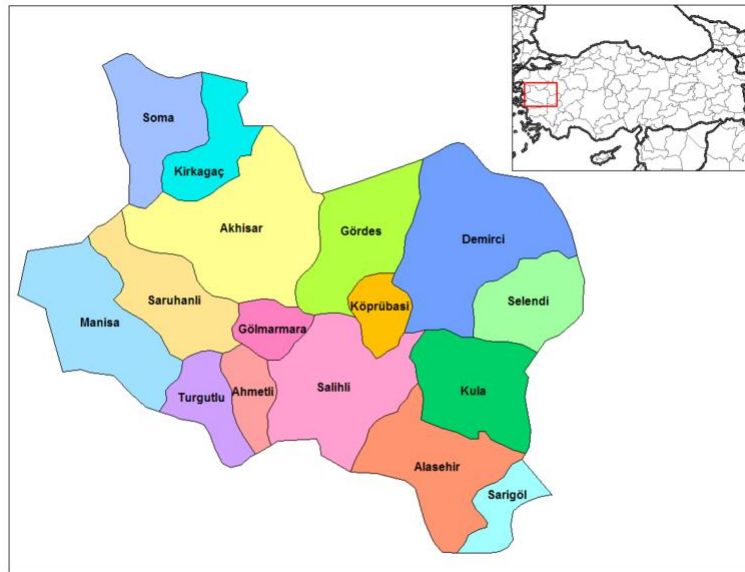 Soma
Kirkagaç
Akhisar
Gördes
Demirci
Saruhanli
Selendi
Köprübasi
Manisa
Gölmarmara
Turgutlu
Ahmetli
Salihli
Kula
Alasehir
Sarigöl